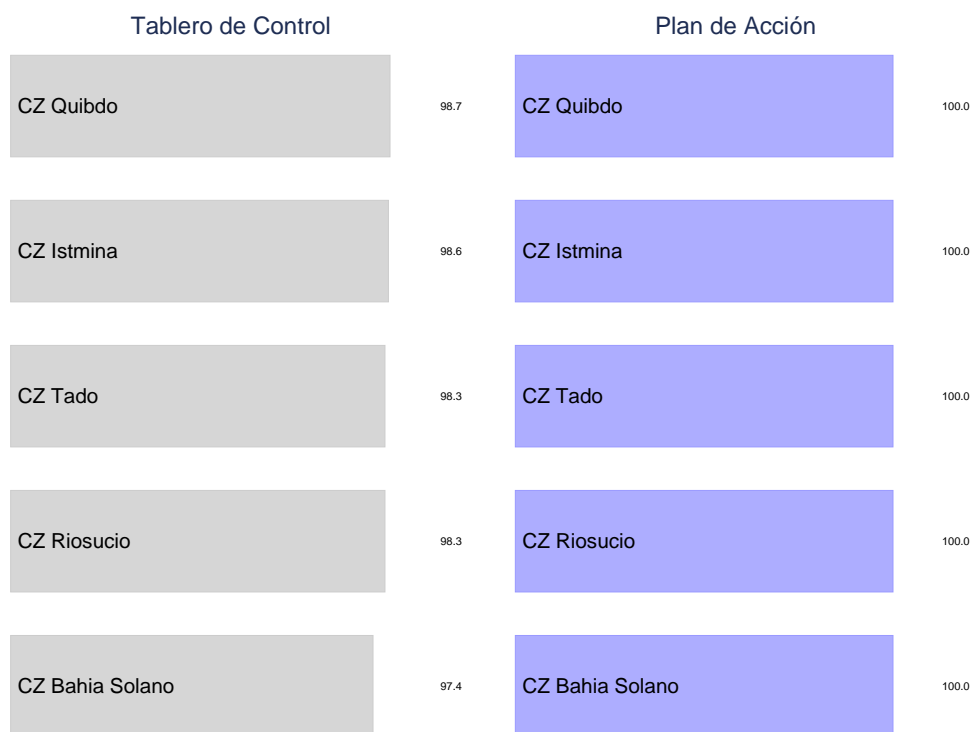 Tablero de Control
CZ Quibdo 98.7
CZ Istmina 98.6
CZ Tado 98.3
CZ Riosucio 98.3
CZ Bahia Solano 97.4
Plan de Acción
CZ Quibdo 100.0
CZ Istmina 100.0
CZ Tado 100.0
CZ Riosucio 100.0
CZ Bahia Solano 100.0